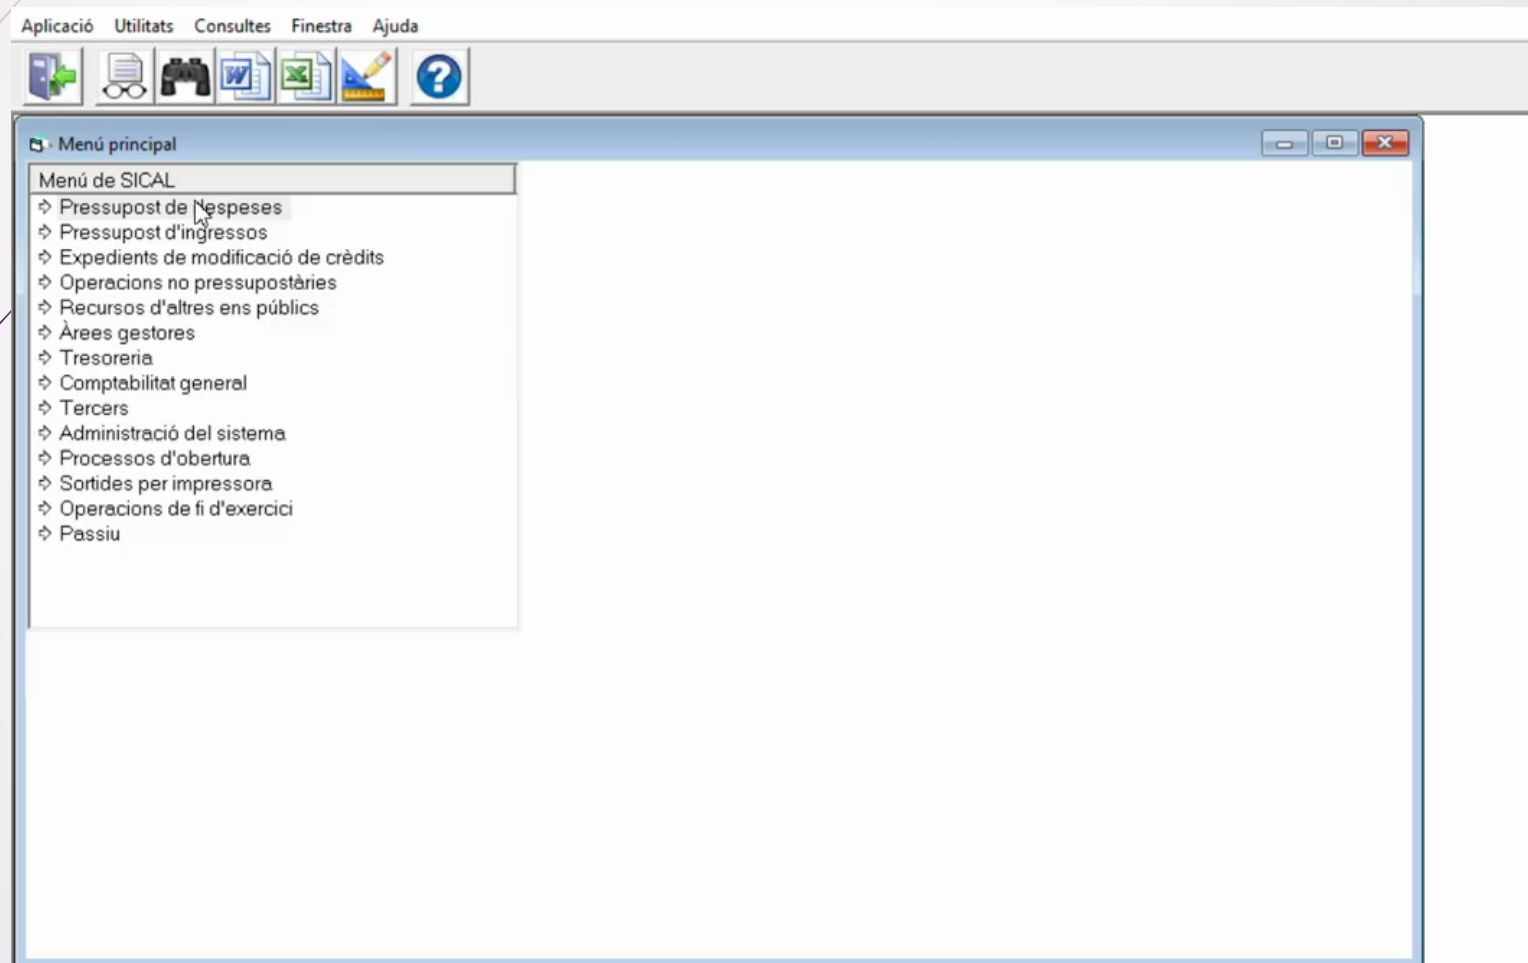 Aplicació Utilitats Consultes Finestra Ajuda
W X ?
Menú principal
Menú de SICAL
Pressupost de despeses
Pressupost d'ingressos
Expedients de modificació de crèdits
Operacions no pressupostàries
Recursos d'altres ens públics
Àrees gestores
Tresoreria
Comptabilitat general
Tercers
Administració del sistema
Processos d'obertura
Sortides per impressora
Operacions de fi d'exercici
Passiu